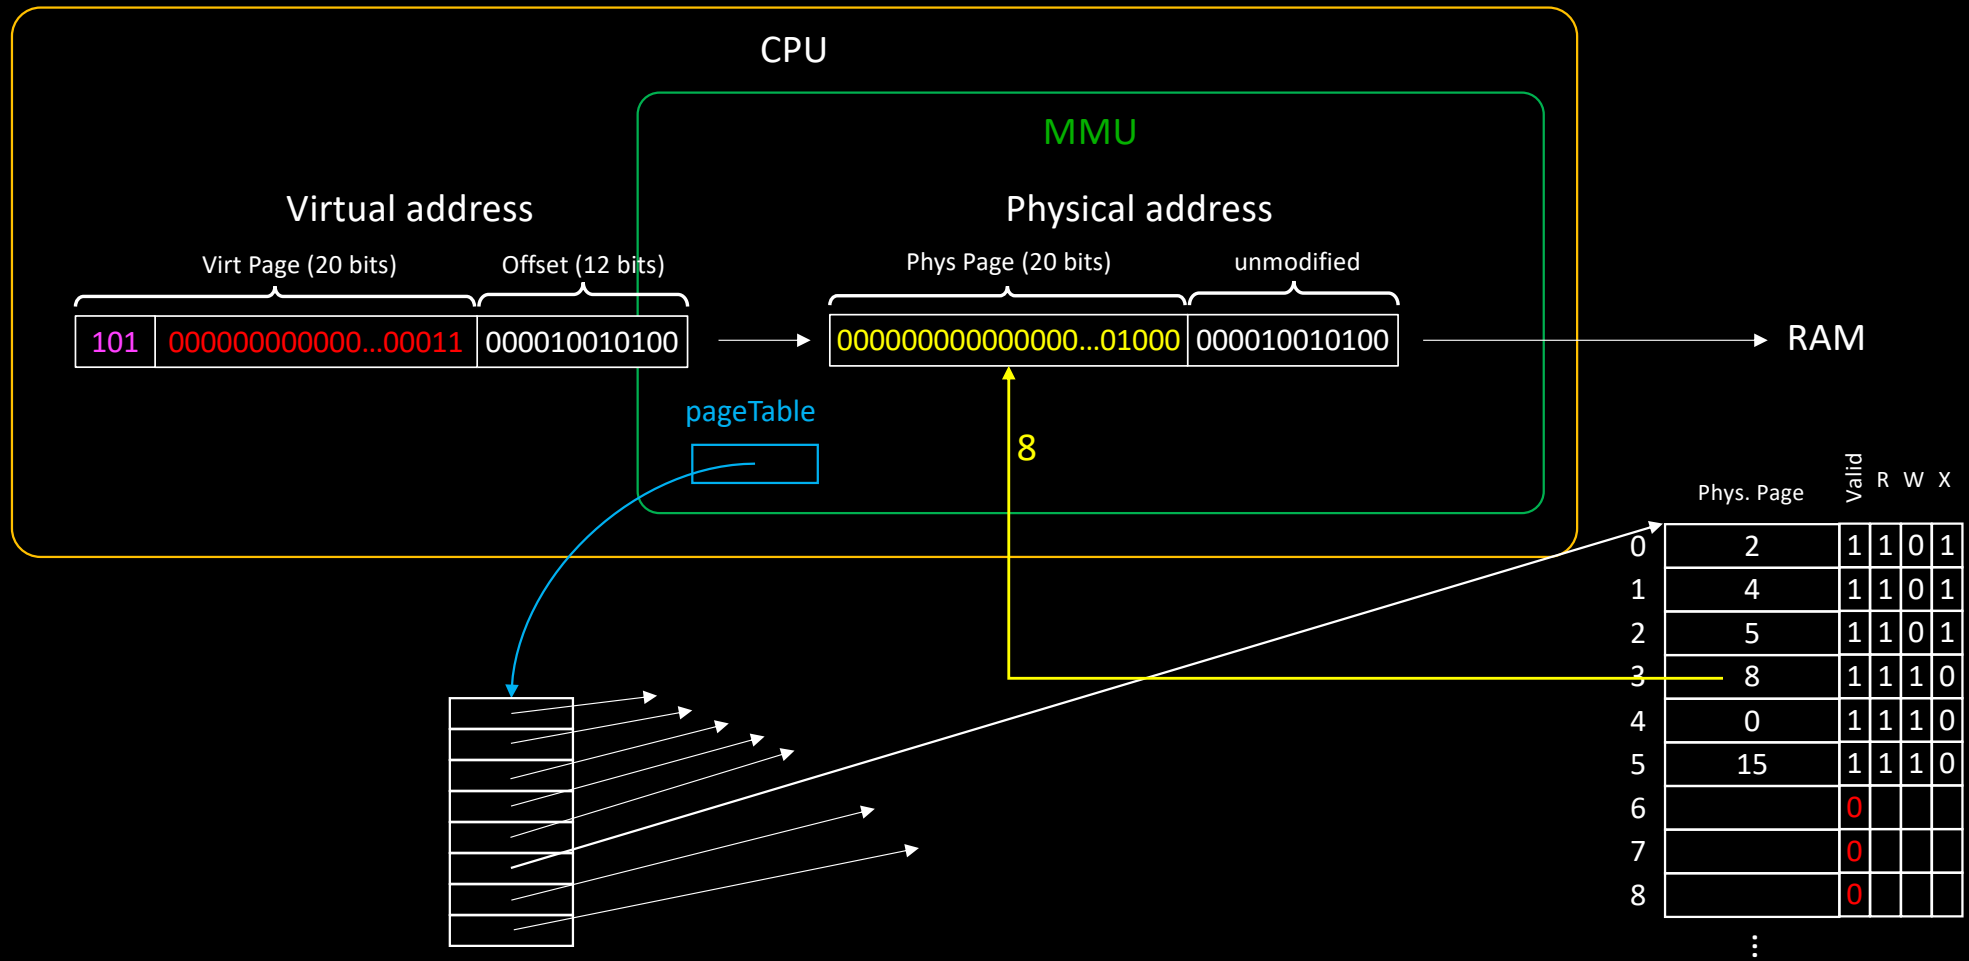 CPU
MMU
Virtual address
Physical address
Virt Page (20 bits)
Offset (12 bits)
Phys Page (20 bits)
unmodified
101 000000000000...00011 000010010100
000000000000000...01000 000010010100
RAM
pageTable
8
Phys. Page Valid R W X
0 2 1 1 0 1
1 4 1 1 0 1
2 5 1 1 0 1
3 8 1 1 1 0
4 0 1 1 1 0
5 15 1 1 1 0
6 0
7 0
8 0
...